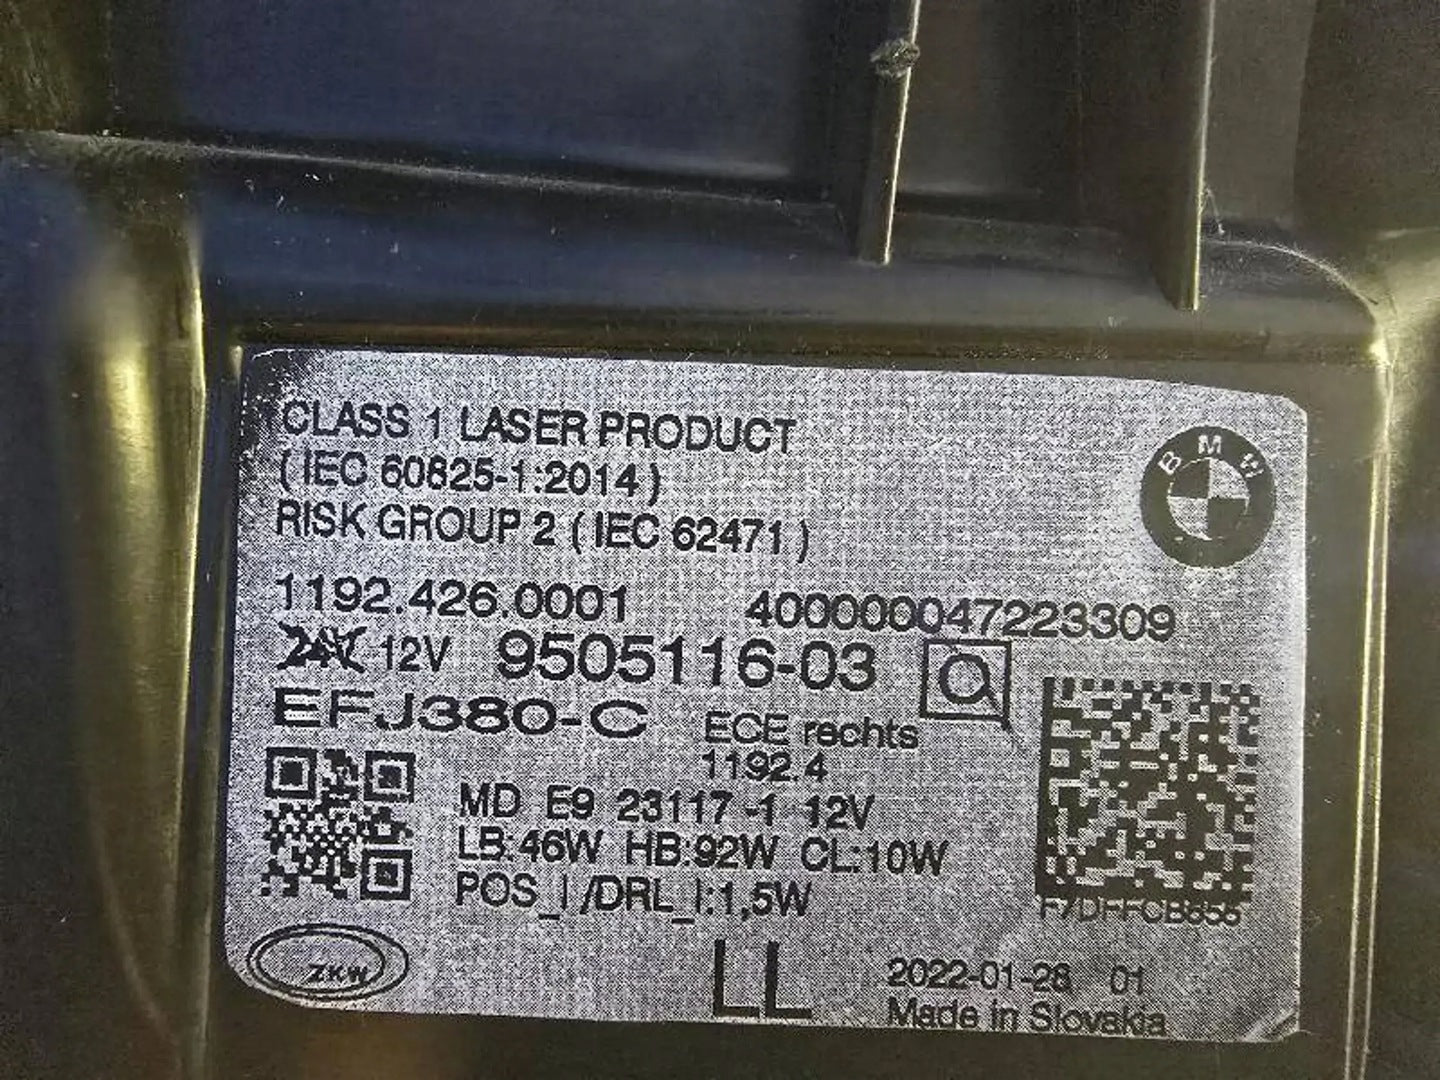 CLASS 1 LASER PRODUCT
(IEC 60825-1:2014)
RISK GROUP 2 (IEC 62471)
BMW
1192.426.0001 400000047223309
24V 12V 9505116-03
EFJ380-C ECE rechts
1192.4
MD E9 23117-1 12V
LB:46W HB:92W CL:10W
POS_I/DRL_I:1,5W
ZKW
LL
2022-01-28 01
Made in Slovakia